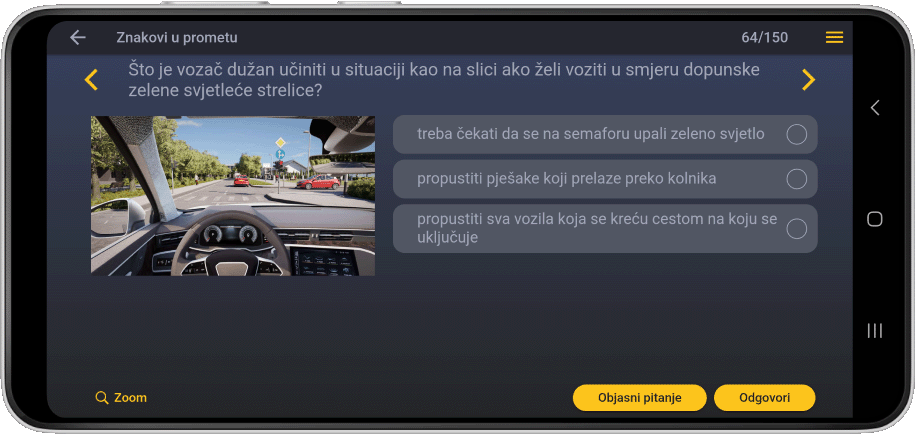 Znakovi u prometu
64/150
Što je vozač dužan učiniti u situaciji kao na slici ako želi voziti u smjeru dopunske
zelene svjetleće strelice?
treba čekati da se na semaforu upali zeleno svjetlo
propustiti pješake koji prelaze preko kolnika
propustiti sva vozila koja se kreću cestom na koju se
uključuje
Zoom
Objasni pitanje
Odgovori